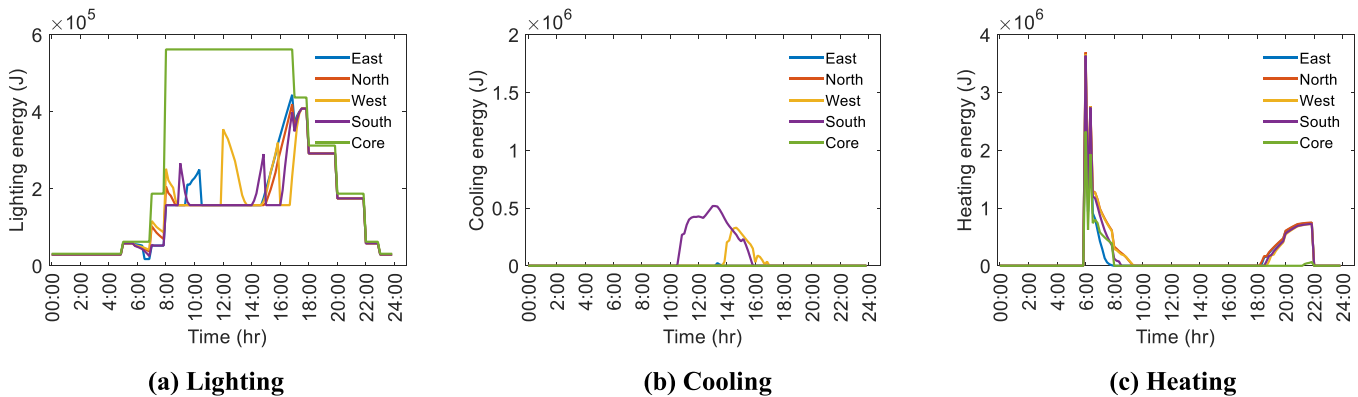 ×10⁵
6
4
2
0
Lighting energy (J)
East
North
West
South
Core
00:00
2:00
4:00
6:00
8:00
10:00
12:00
14:00
16:00
18:00
20:00
22:00
24:00
Time (hr)
(a) Lighting
×10⁶
2
1.5
1
0.5
0
Cooling energy (J)
East
North
West
South
Core
00:00
2:00
4:00
6:00
8:00
10:00
12:00
14:00
16:00
18:00
20:00
22:00
24:00
Time (hr)
(b) Cooling
×10⁶
4
3
2
1
0
Heating energy (J)
East
North
West
South
Core
00:00
2:00
4:00
6:00
8:00
10:00
12:00
14:00
16:00
18:00
20:00
22:00
24:00
Time (hr)
(c) Heating